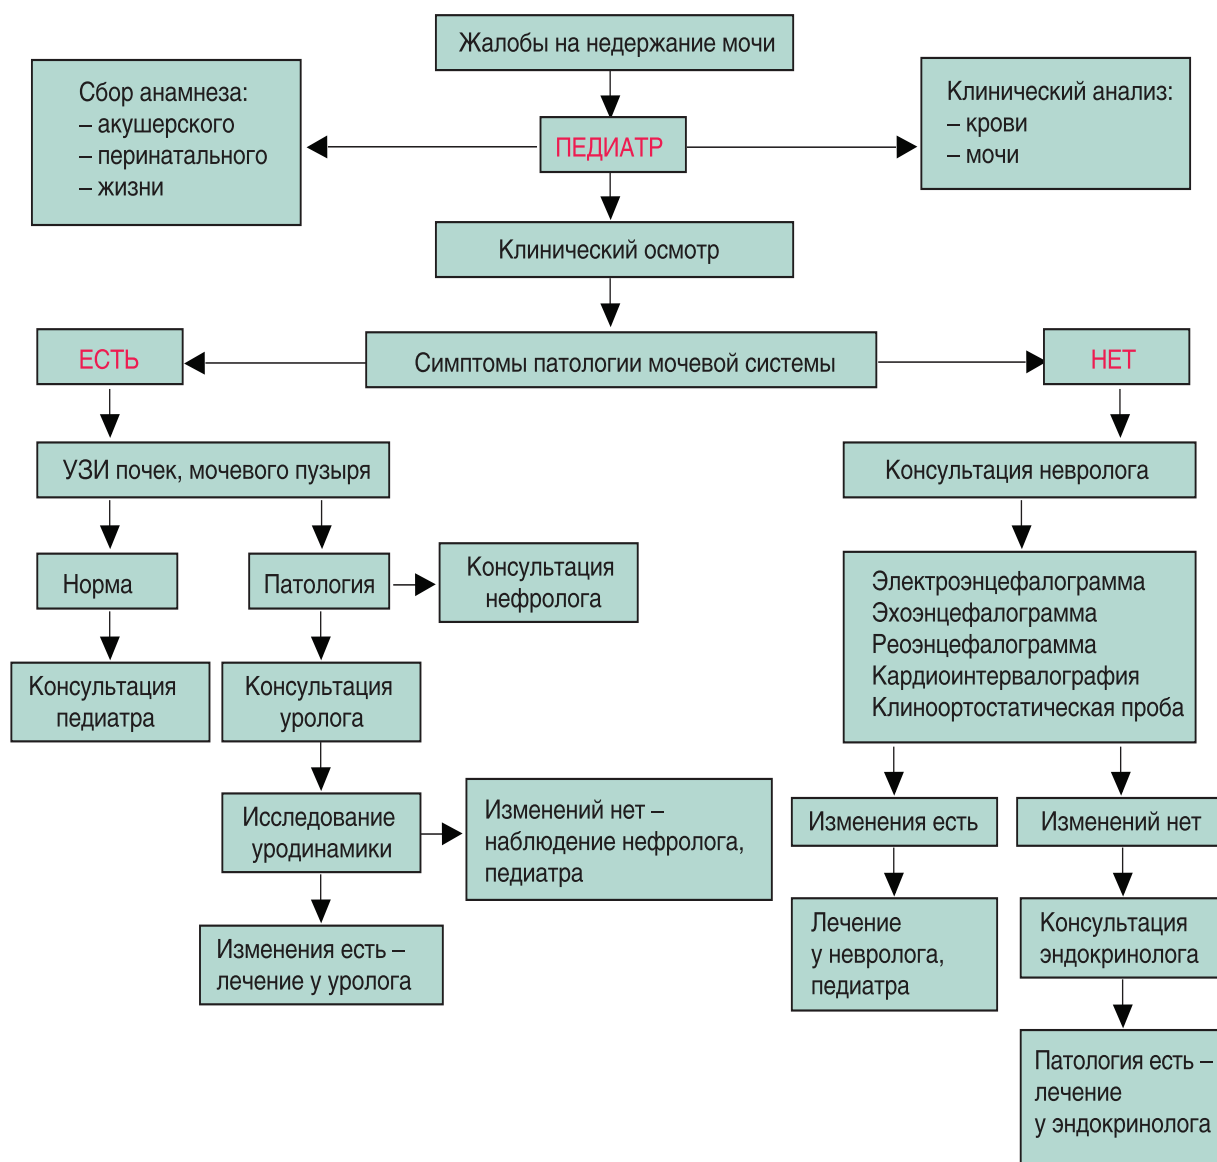 Жалобы на недержание мочи
Сбор анамнеза:
– акушерского
– перинатального
– жизни
ПЕДИАТР
Клинический анализ:
– крови
– мочи
Клинический осмотр
ЕСТЬ
Симптомы патологии мочевой системы
НЕТ
УЗИ почек, мочевого пузыря
Консультация невролога
Норма
Патология
Консультация
нефролога
Электроэнцефалограмма
Эхоэнцефалограмма
Реоэнцефалограмма
Кардиоинтервалография
Клиноортостатическая проба
Консультация
педиатра
Консультация
уролога
Исследование
уродинамики
Изменений нет –
наблюдение нефролога,
педиатра
Изменения есть
Изменений нет
Изменения есть –
лечение у уролога
Лечение
у невролога,
педиатра
Консультация
эндокринолога
Патология есть –
лечение
у эндокринолога